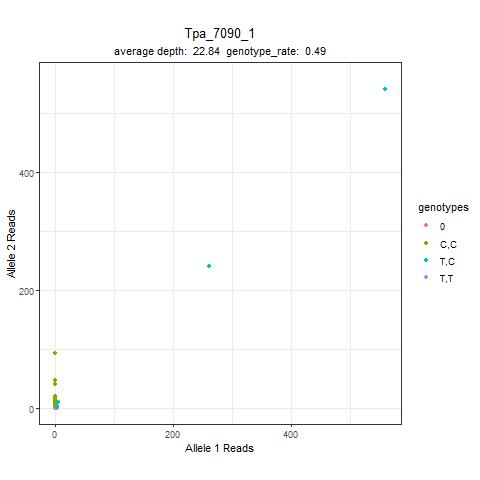 Tpa_7090_1
average depth:  22.84  genotype_rate:  0.49
Allele 2 Reads
400
200
0
0
200
400
Allele 1 Reads
genotypes
0
C,C
T,C
T,T